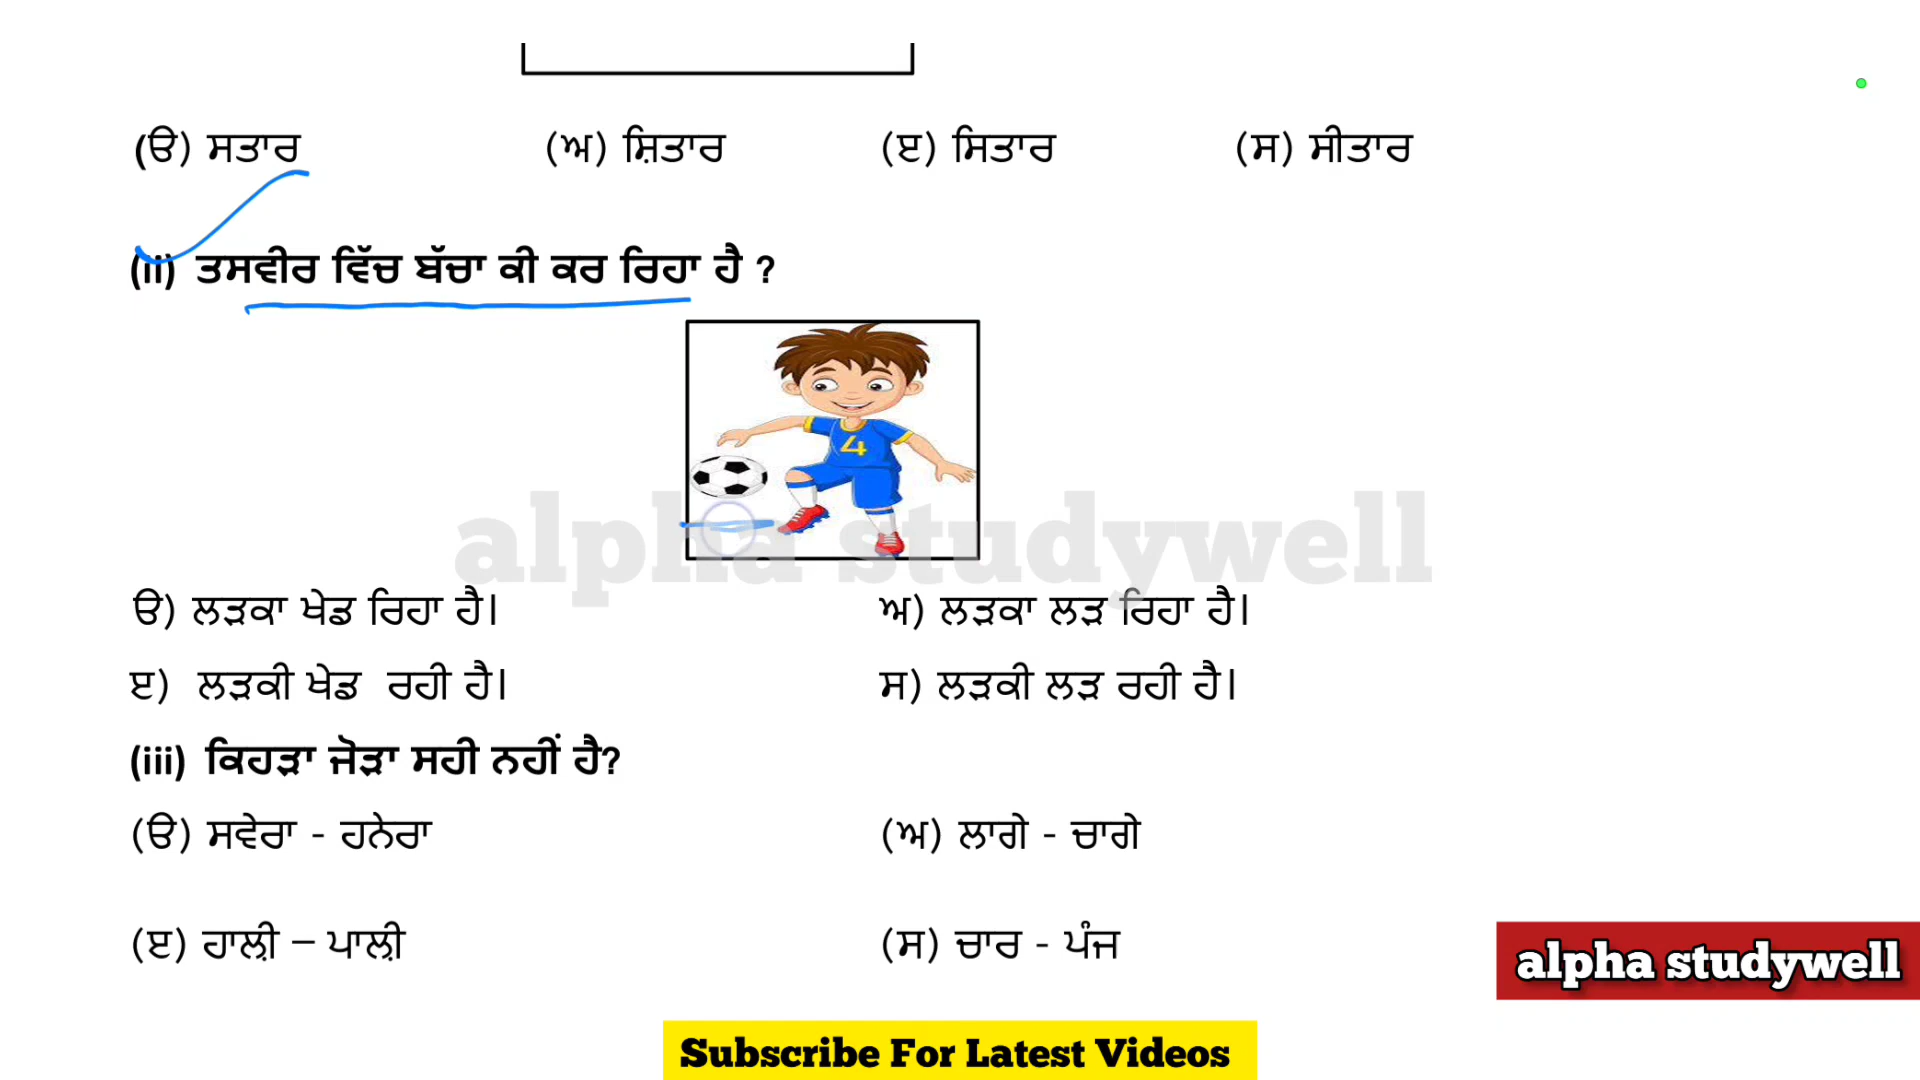 (ੳ) ਸਤਾਰ (ਅ) ਸ਼ਿਤਾਰ (ੲ) ਸਿਤਾਰ (ਸ) ਸੀਤਾਰ
(ii) ਤਸਵੀਰ ਵਿੱਚ ਬੱਚਾ ਕੀ ਕਰ ਰਿਹਾ ਹੈ ?
4
alpha studywell
ੳ) ਲੜਕਾ ਖੇਡ ਰਿਹਾ ਹੈ। ਅ) ਲੜਕਾ ਲੜ ਰਿਹਾ ਹੈ।
ੲ) ਲੜਕੀ ਖੇਡ ਰਹੀ ਹੈ। ਸ) ਲੜਕੀ ਲੜ ਰਹੀ ਹੈ।
(iii) ਕਿਹੜਾ ਜੋੜਾ ਸਹੀ ਨਹੀਂ ਹੈ?
(ੳ) ਸਵੇਰਾ - ਹਨੇਰਾ (ਅ) ਲਾਗੇ - ਚਾਗੇ
(ੲ) ਹਾਲ਼ੀ – ਪਾਲ਼ੀ (ਸ) ਚਾਰ - ਪੰਜ
alpha studywell
Subscribe For Latest Videos